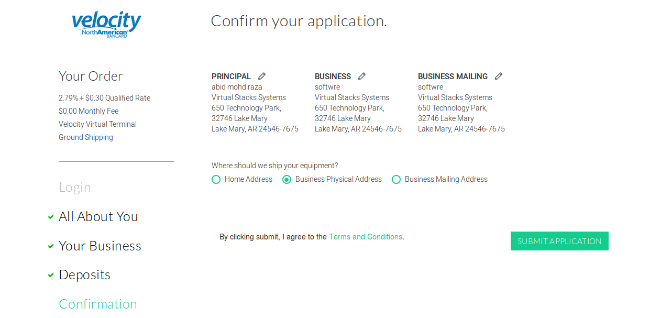 velocity
NorthAmerican
BANCARD
Confirm your application.
Your Order
2.79% + $0.30 Qualified Rate
$0.00 Monthly Fee
Velocity Virtual Terminal
Ground Shipping
Login
All About You
Your Business
Deposits
Confirmation
PRINCIPAL
abid mohd raza
Virtual Stacks Systems
650 Technology Park,
32746 Lake Mary
Lake Mary, AR 24546-7675
BUSINESS
softwre
Virtual Stacks Systems
650 Technology Park,
32746 Lake Mary
Lake Mary, AR 24546-7675
BUSINESS MAILING
softwre
Virtual Stacks Systems
650 Technology Park,
32746 Lake Mary
Lake Mary, AR 24546-7675
Where should we ship your equipment?
Home Address Business Physical Address Business Mailing Address
By clicking submit, I agree to the Terms and Conditions.
SUBMIT APPLICATION